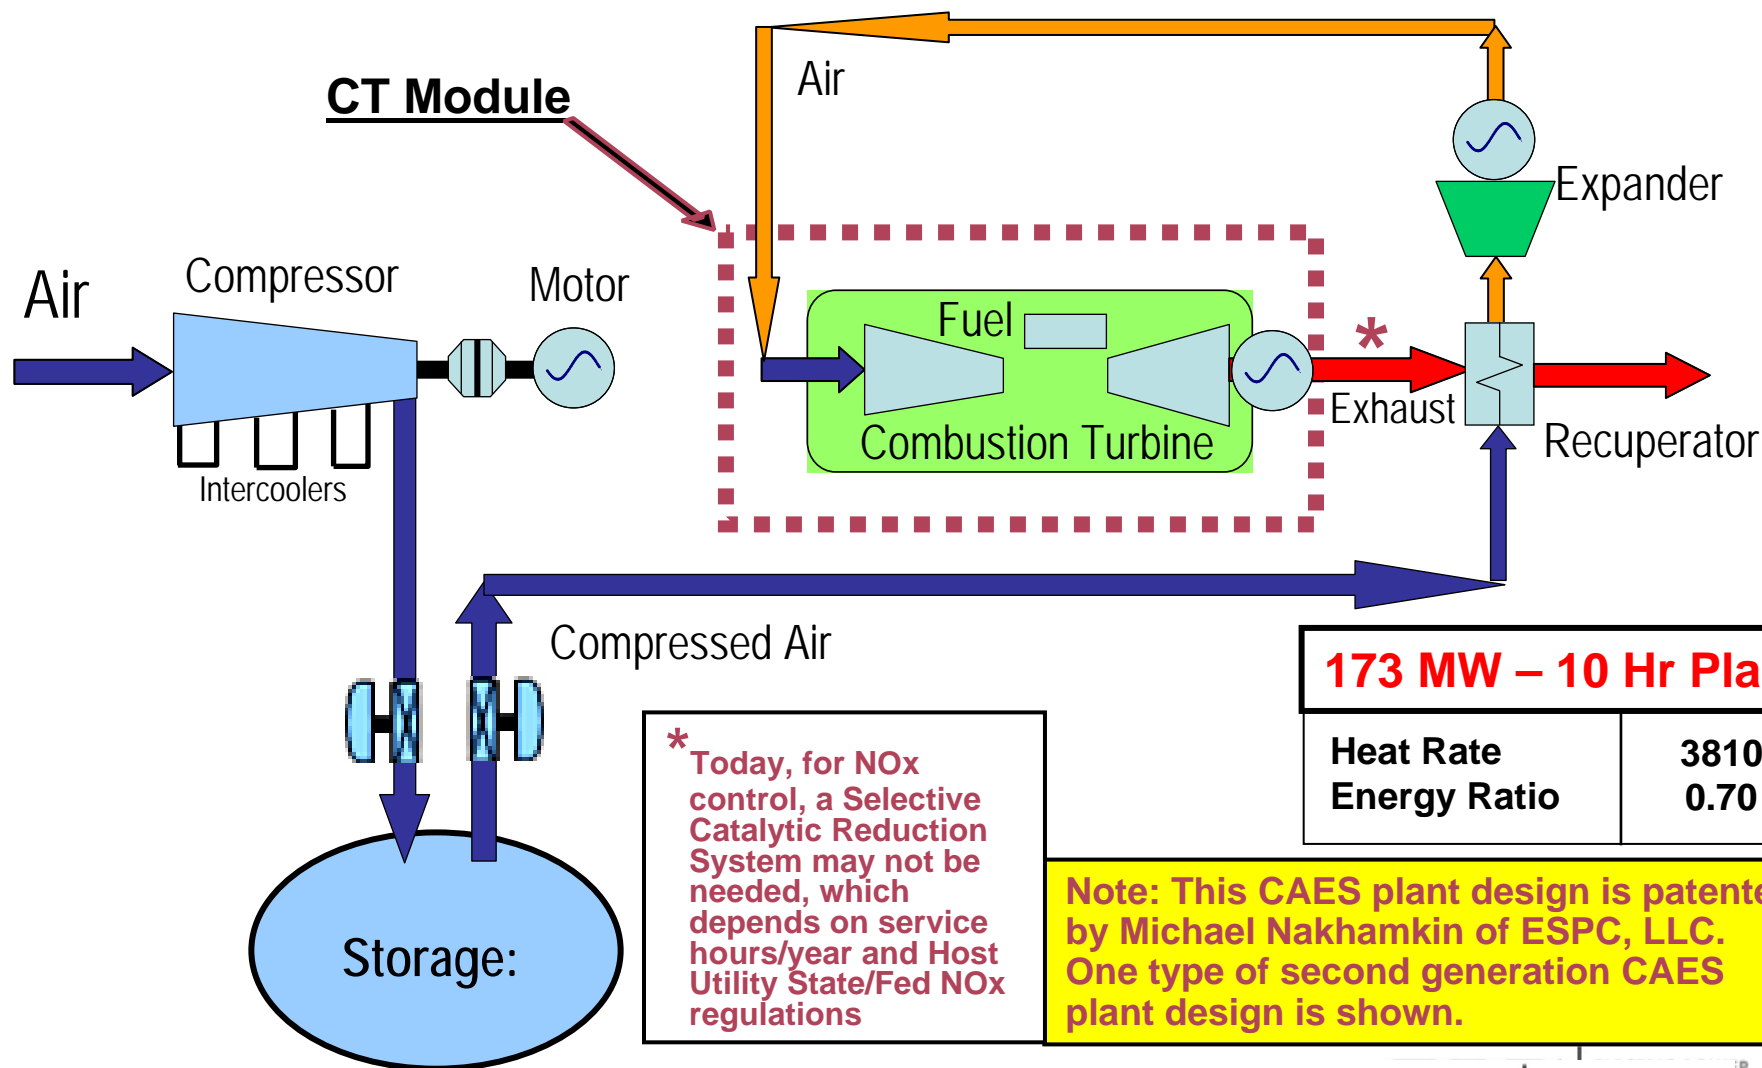 Air
CT Module
Expander
Compressor
Motor
Air
Fuel
*
Exhaust
Combustion Turbine
Recuperator
Intercoolers
Compressed Air
173 MW – 10 Hr
Heat Rate 3810
Energy Ratio 0.70
*Today, for NOx
control, a Selective
Catalytic Reduction
System may not be
needed, which
depends on service
hours/year and Host
Utility State/Fed NOx
regulations
Storage:
Note: This CAES plant design is
by Michael Nakhamkin of ESPC, LLC.
One type of second generation CAES
plant design is shown.